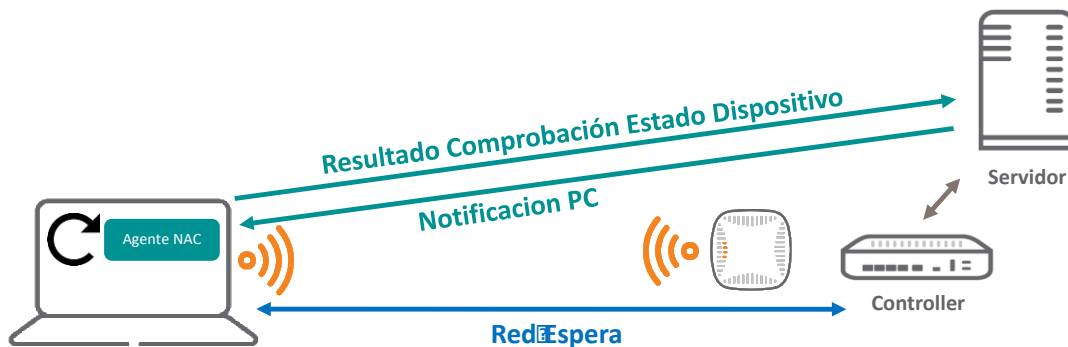 Servidor
Resultado Comprobación Estado Dispositivo
Notificacion PC
Agente NAC
Controller
Red Espera